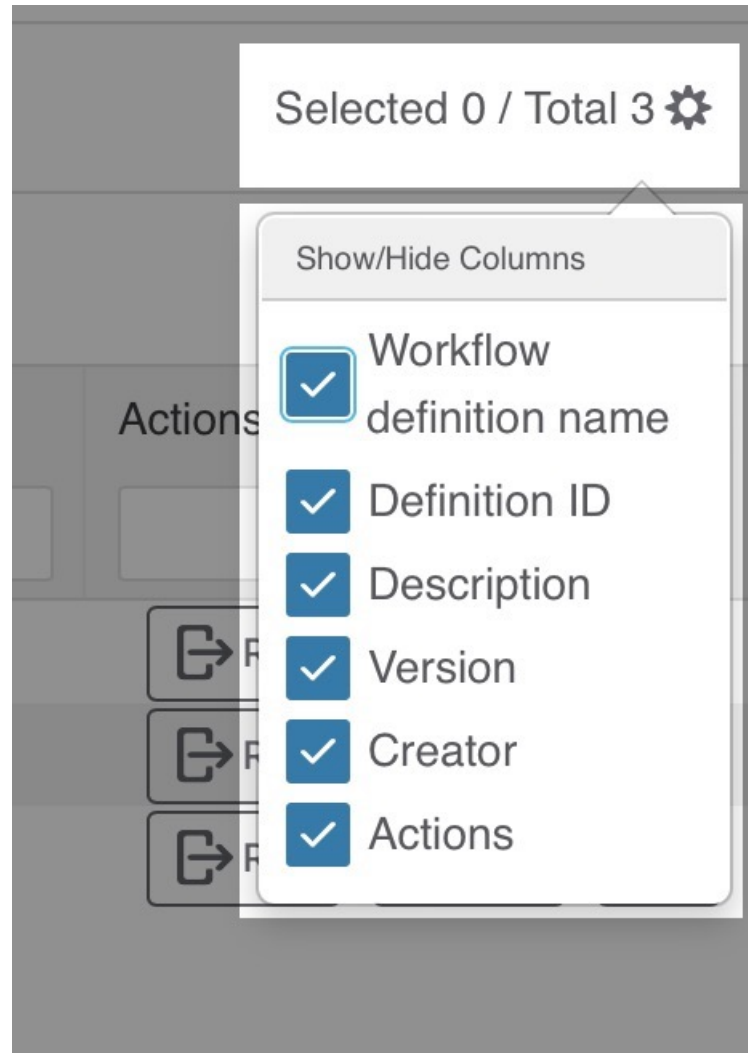 Selected 0 / Total 3
Show/Hide Columns
Workflow
definition name
Actions
Definition ID
Description
Version
Creator
Actions